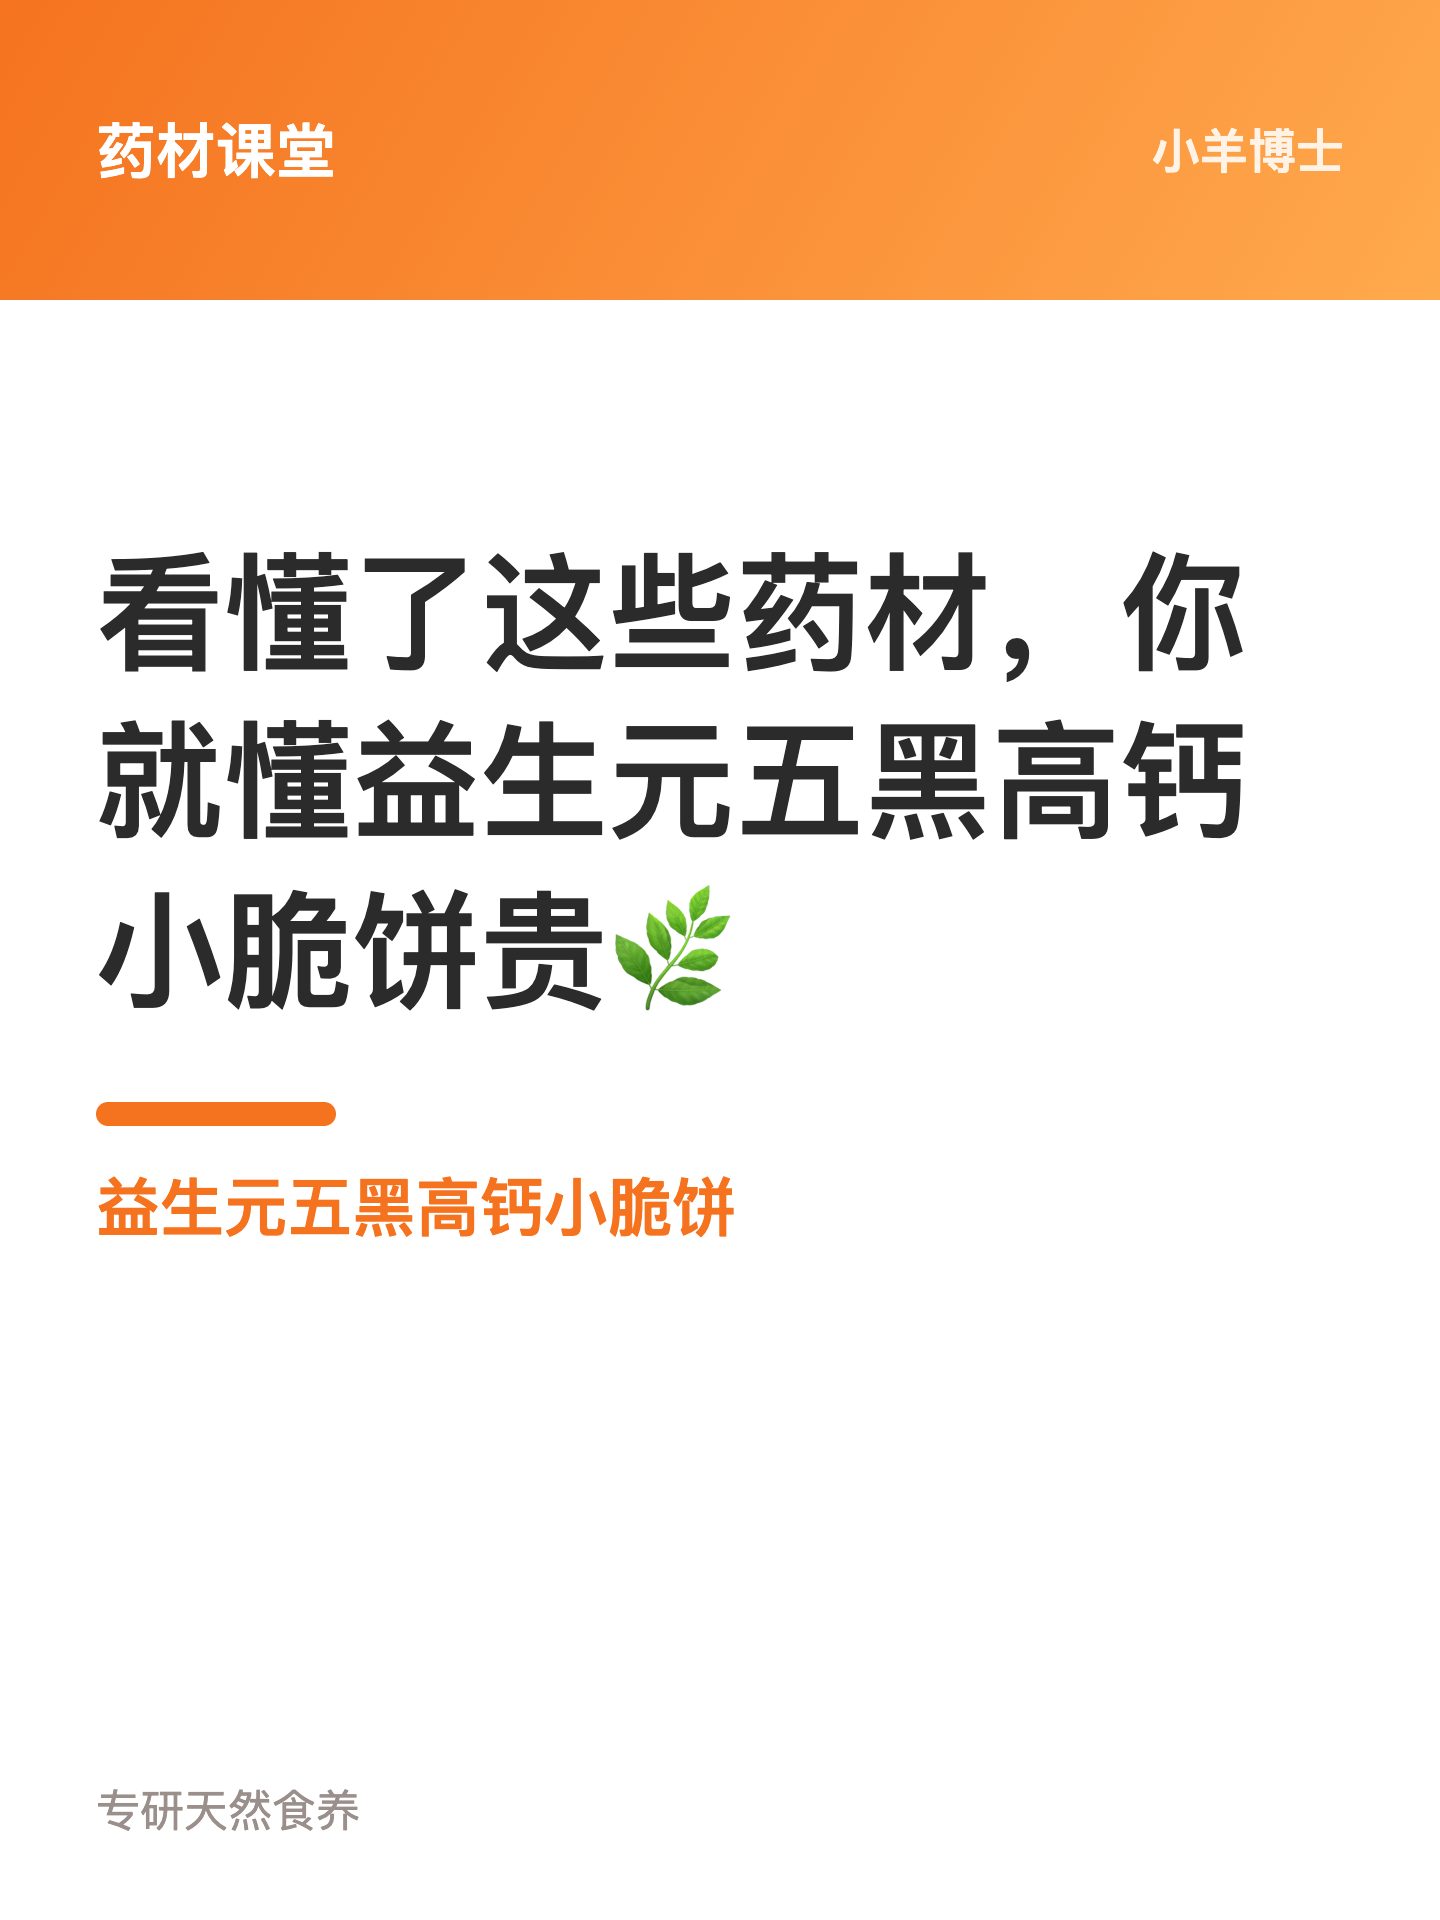 药材课堂
小羊博士
看懂了这些药材，你
就懂益生元五黑高钙
小脆饼贵🌿
益生元五黑高钙小脆饼
专研天然食养